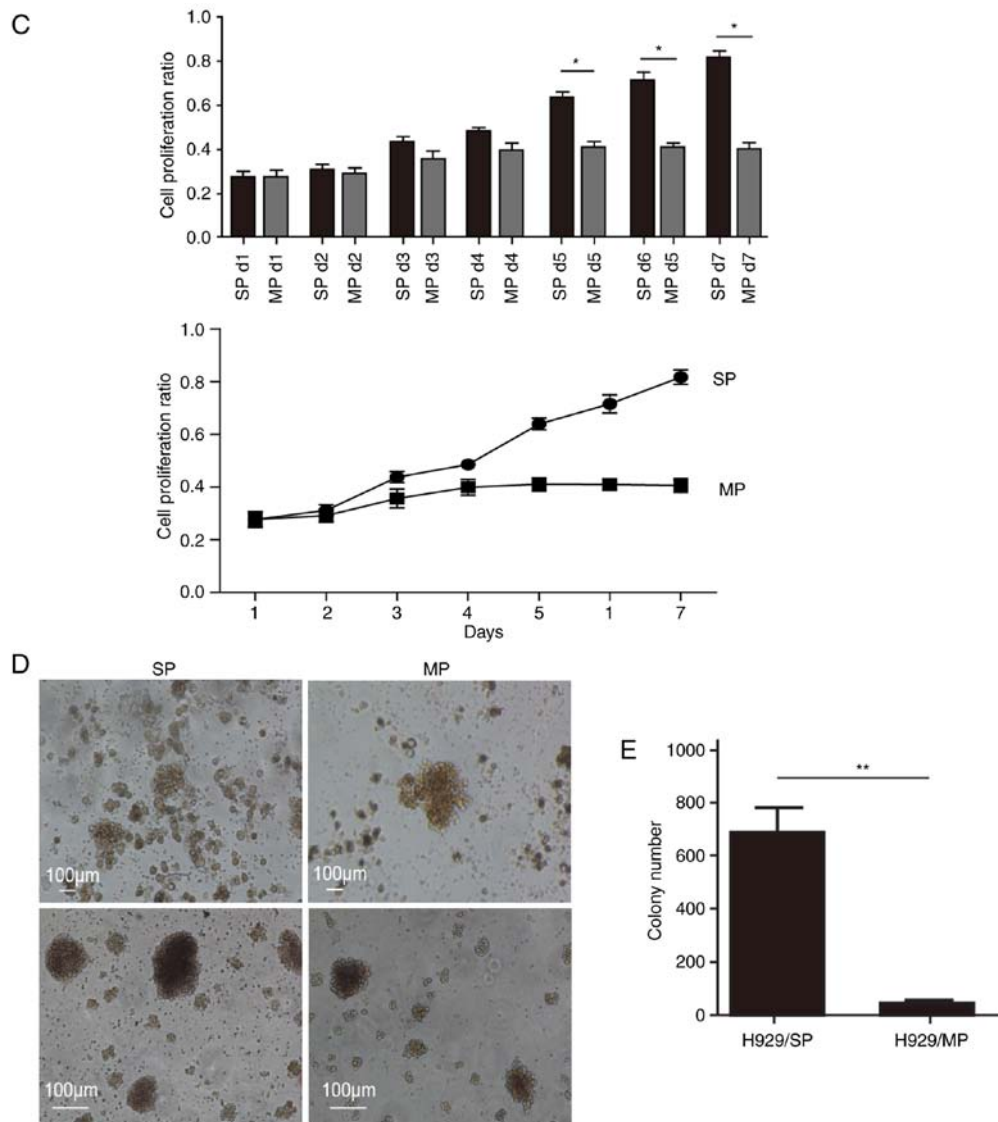 C
Cell proliferation ratio
1.0
0.8
0.6
0.4
0.2
0.0
*
*
*
SP d1
MP d1
SP d2
MP d2
SP d3
MP d3
SP d4
MP d4
SP d5
MP d5
SP d6
MP d5
SP d7
MP d7
Cell proliferation ratio
1.0
0.8
0.6
0.4
0.2
0.0
SP
MP
1 2 3 4 5 1 7
Days
D
SP MP
100µm
100µm
100µm
100µm
E
Colony number
1000
800
600
400
200
0
**
H929/SP H929/MP